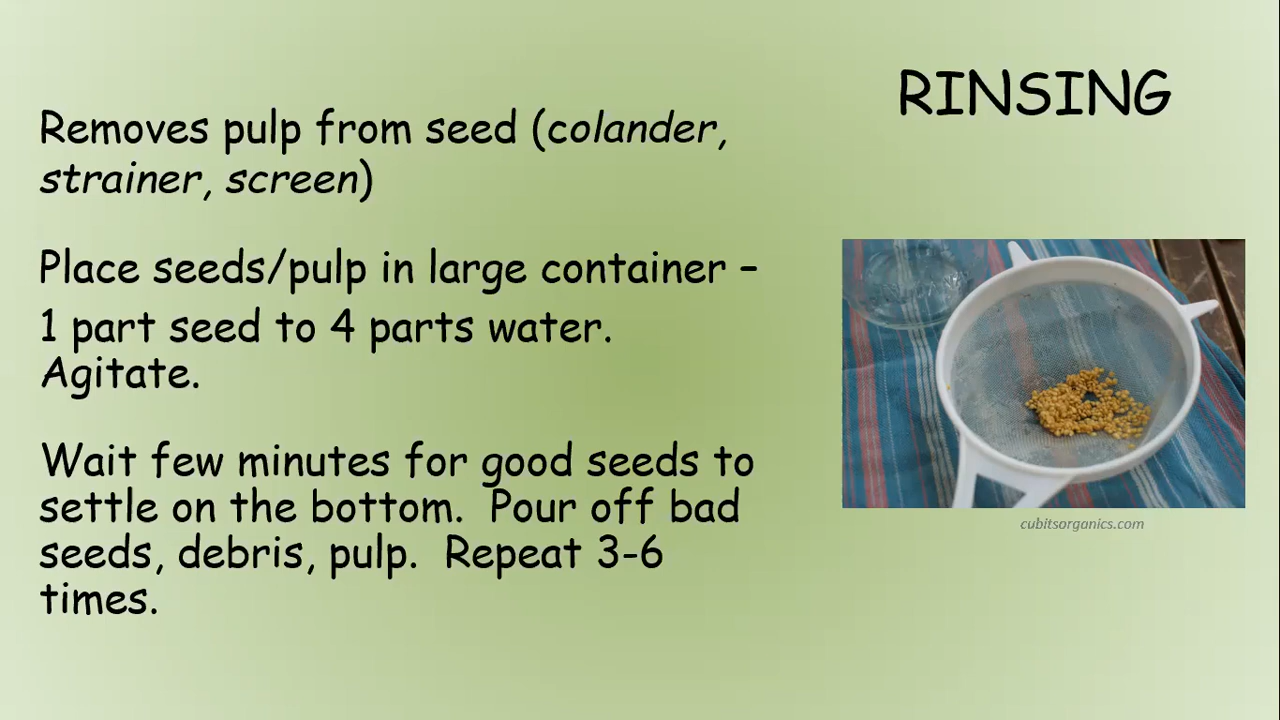 RINSING
Removes pulp from seed (colander,
strainer, screen)
Place seeds/pulp in large container –
1 part seed to 4 parts water.
Agitate.
Wait few minutes for good seeds to
settle on the bottom.  Pour off bad
seeds, debris, pulp.  Repeat 3-6
times.
cubitsorganics.com